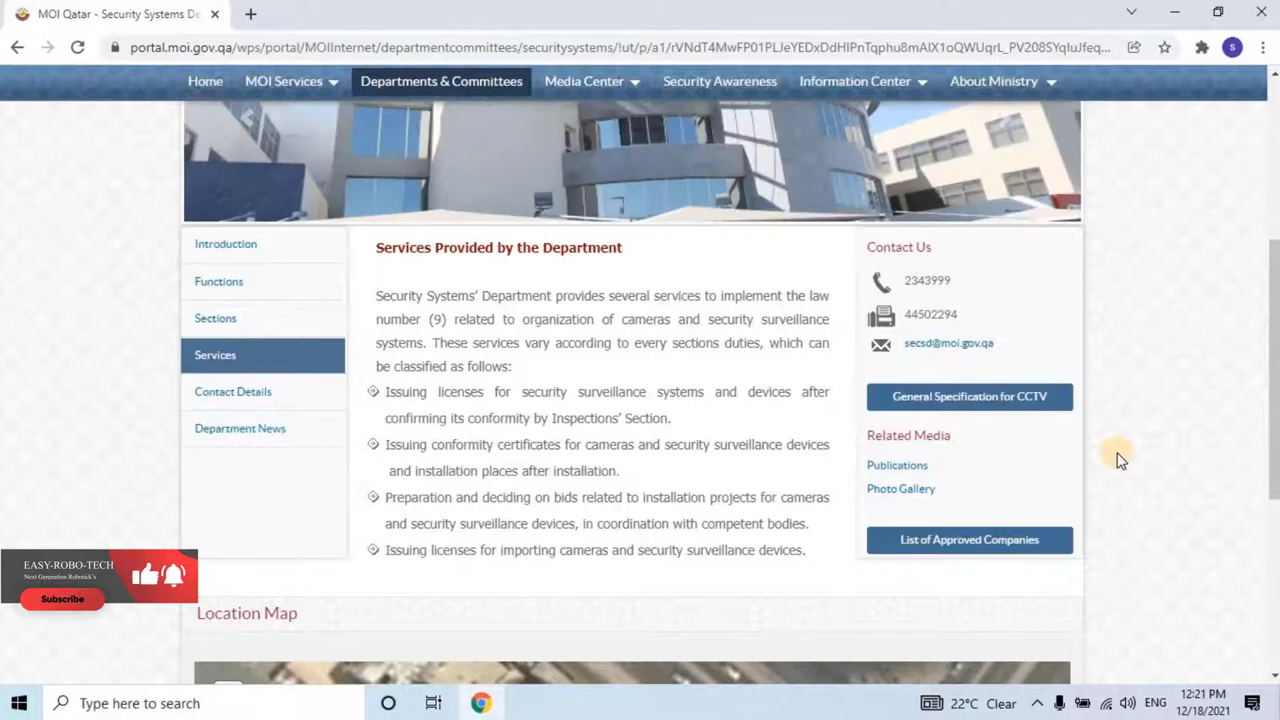 MOI Qatar - Security Systems De
portal.moi.gov.qa/wps/portal/MOIInternet/departmentcommittees/securitysystems/!ut/p/a1/rVNdT4MwFP01PLJeYEDxDdHIPnTqphu8mAIX1oQWUqrL_PV208SYqIuJfeq...
S
Home MOI Services Departments & Committees Media Center Security Awareness Information Center About Ministry
Introduction
Functions
Sections
Services
Contact Details
Department News
Services Provided by the Department
Security Systems' Department provides several services to implement the law
number (9) related to organization of cameras and security surveillance
systems. These services vary according to every sections duties, which can
be classified as follows:
Issuing licenses for security surveillance systems and devices after
confirming its conformity by Inspections' Section.
Issuing conformity certificates for cameras and security surveillance devices
and installation places after installation.
Preparation and deciding on bids related to installation projects for cameras
and security surveillance devices, in coordination with competent bodies.
Issuing licenses for importing cameras and security surveillance devices.
Contact Us
2343999
44502294
secsd@moi.gov.qa
General Specification for CCTV
Related Media
Publications
Photo Gallery
List of Approved Companies
EASY-ROBO-TECH
Next Generation Robotick's
Subscribe
Location Map
Type here to search
22°C Clear
ENG
12:21 PM
12/18/2021